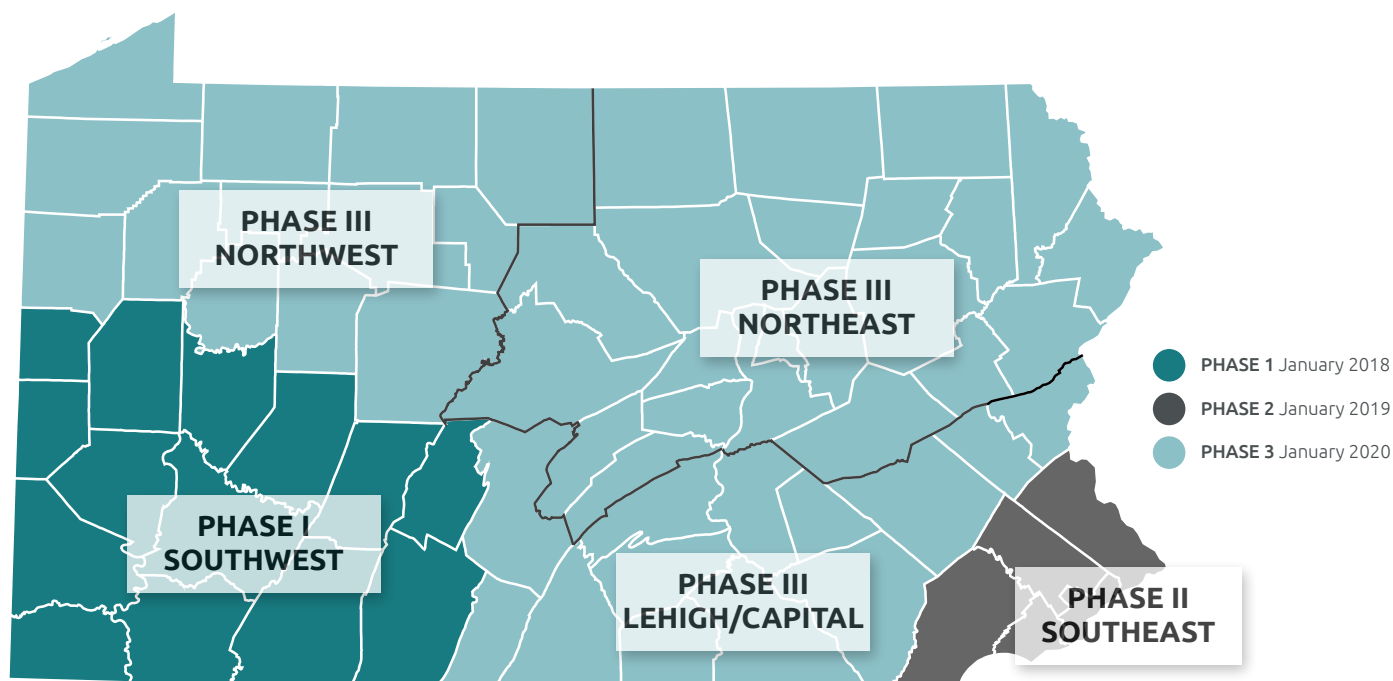 PHASE III
NORTHWEST
PHASE III
NORTHEAST
PHASE 1 January 2018
PHASE 2 January 2019
PHASE 3 January 2020
PHASE I
SOUTHWEST
PHASE III
LEHIGH/CAPITAL
PHASE II
SOUTHEAST